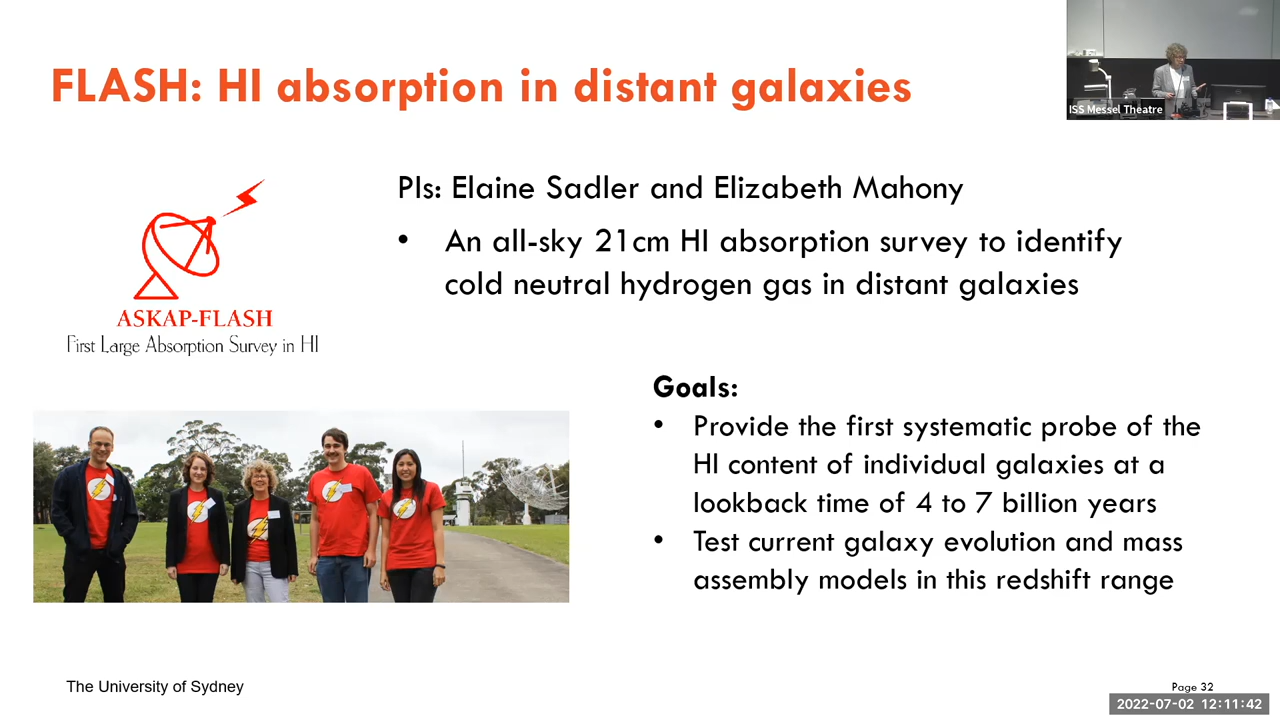 FLASH: HI absorption in distant galaxies
ISS Messel Theatre
PIs: Elaine Sadler and Elizabeth Mahony
• An all-sky 21cm HI absorption survey to identify
cold neutral hydrogen gas in distant galaxies
ASKAP-FLASH
First Large Absorption Survey in HI
Goals:
• Provide the first systematic probe of the
HI content of individual galaxies at a
lookback time of 4 to 7 billion years
• Test current galaxy evolution and mass
assembly models in this redshift range
The University of Sydney
Page 32
2022-07-02 12:11:42